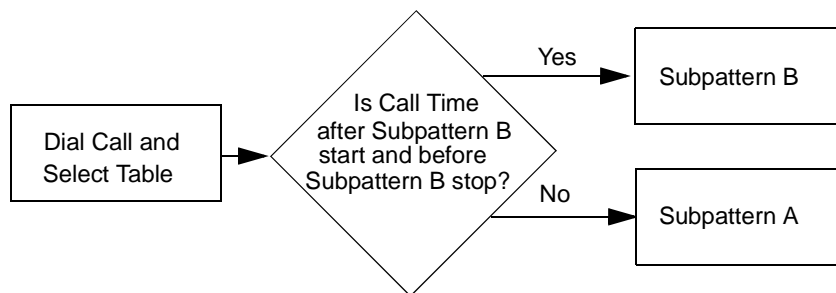 Dial Call and
Select Table
Is Call Time
after Subpattern B
start and before
Subpattern B stop?
Yes
Subpattern B
No
Subpattern A